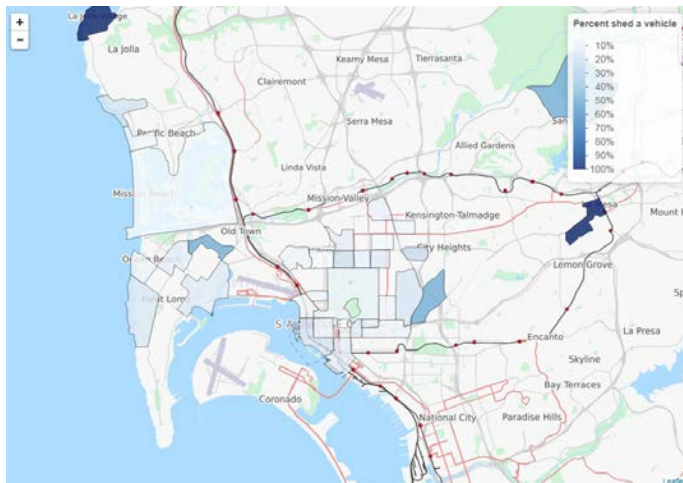 +
−
La Jolla Village
La Jolla
Percent shed a vehicle
10%
20%
30%
40%
50%
60%
70%
80%
90%
100%
Kearny Mesa
Tierrasanta
Clairemont
Serra Mesa
San
Pacific Beach
Allied Gardens
Linda Vista
Mission Beach
Mission-Valley
Kensington-Talmadge
Mount
Old Town
City Heights
Ocean Beach
Lemon Grove
Point Loma
Sp
La Presa
Encanto
Skyline
Coronado
Bay Terraces
National City
Paradise Hills
Leafle